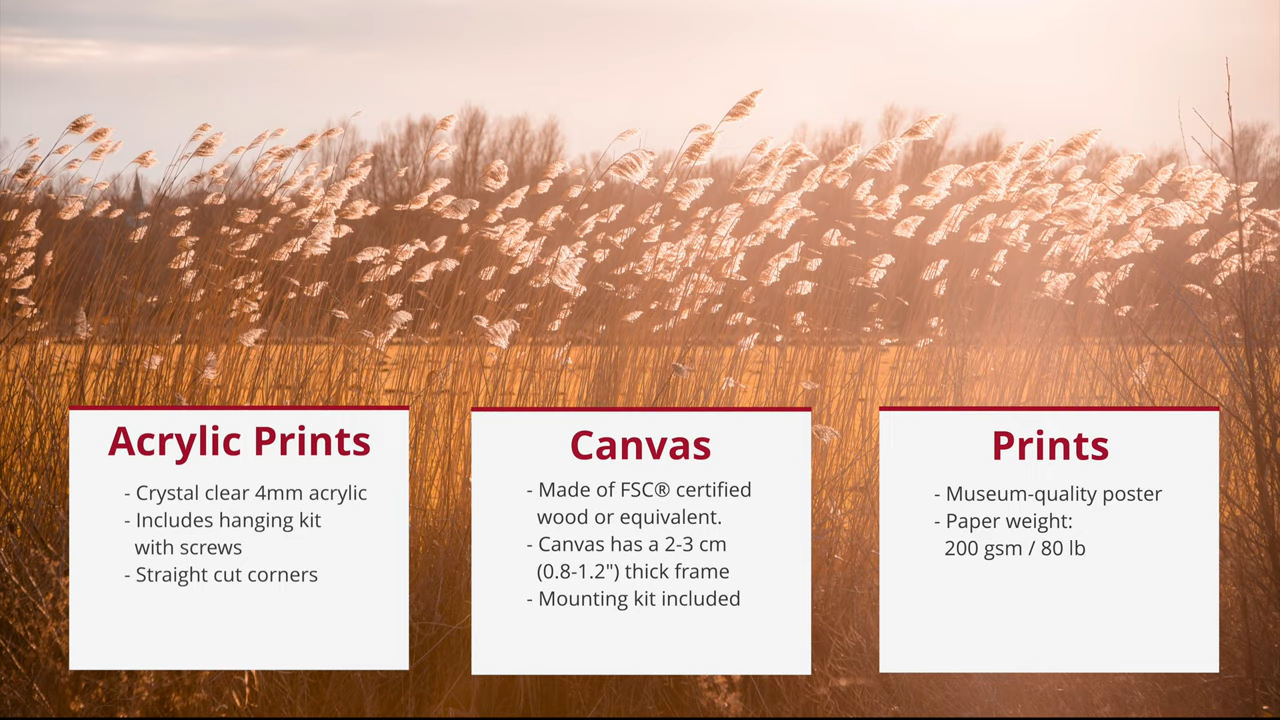 Acrylic Prints
- Crystal clear 4mm acrylic
- Includes hanging kit
with screws
- Straight cut corners
Canvas
- Made of FSC® certified
wood or equivalent.
- Canvas has a 2-3 cm
(0.8-1.2") thick frame
- Mounting kit included
Prints
- Museum-quality poster
- Paper weight:
200 gsm / 80 lb